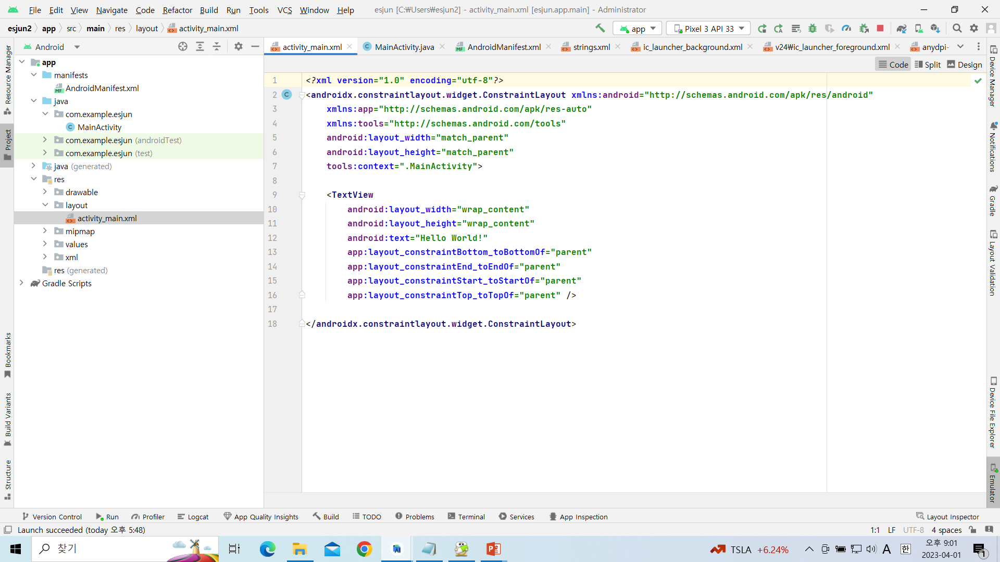 File Edit View Navigate Code Refactor Build Run Tools VCS Window Help esjun [C:₩Users₩esjun2] - activity_main.xml [esjun.app.main] - Administrator
esjun2 app src main res layout activity_main.xml app Pixel 3 API 33
Android
activity_main.xml MainActivity.java AndroidManifest.xml strings.xml ic_launcher_background.xml v24₩ic_launcher_foreground.xml anydpi-
Code Split Design
Resource Manager
Project
Bookmarks
Build Variants
Structure
app
manifests
AndroidManifest.xml
java
com.example.esjun
MainActivity
com.example.esjun (androidTest)
com.example.esjun (test)
java (generated)
res
drawable
layout
activity_main.xml
mipmap
values
xml
res (generated)
Gradle Scripts
1 <?xml version="1.0" encoding="utf-8"?>
2 <androidx.constraintlayout.widget.ConstraintLayout xmlns:android="http://schemas.android.com/apk/res/android"
3 xmlns:app="http://schemas.android.com/apk/res-auto"
4 xmlns:tools="http://schemas.android.com/tools"
5 android:layout_width="match_parent"
6 android:layout_height="match_parent"
7 tools:context=".MainActivity">
8
9 <TextView
10 android:layout_width="wrap_content"
11 android:layout_height="wrap_content"
12 android:text="Hello World!"
13 app:layout_constraintBottom_toBottomOf="parent"
14 app:layout_constraintEnd_toEndOf="parent"
15 app:layout_constraintStart_toStartOf="parent"
16 app:layout_constraintTop_toTopOf="parent" />
17
18 </androidx.constraintlayout.widget.ConstraintLayout>
Device Manager
Notifications
Gradle
Layout Validation
Device File Explorer
Emulator
Version Control Run Profiler Logcat App Quality Insights Build TODO Problems Terminal Services App Inspection Layout Inspector
Launch succeeded (today 오후 5:48) 1:1 LF UTF-8 4 spaces
찾기 TSLA +6.24% A 한 오후 9:01
2023-04-01 1